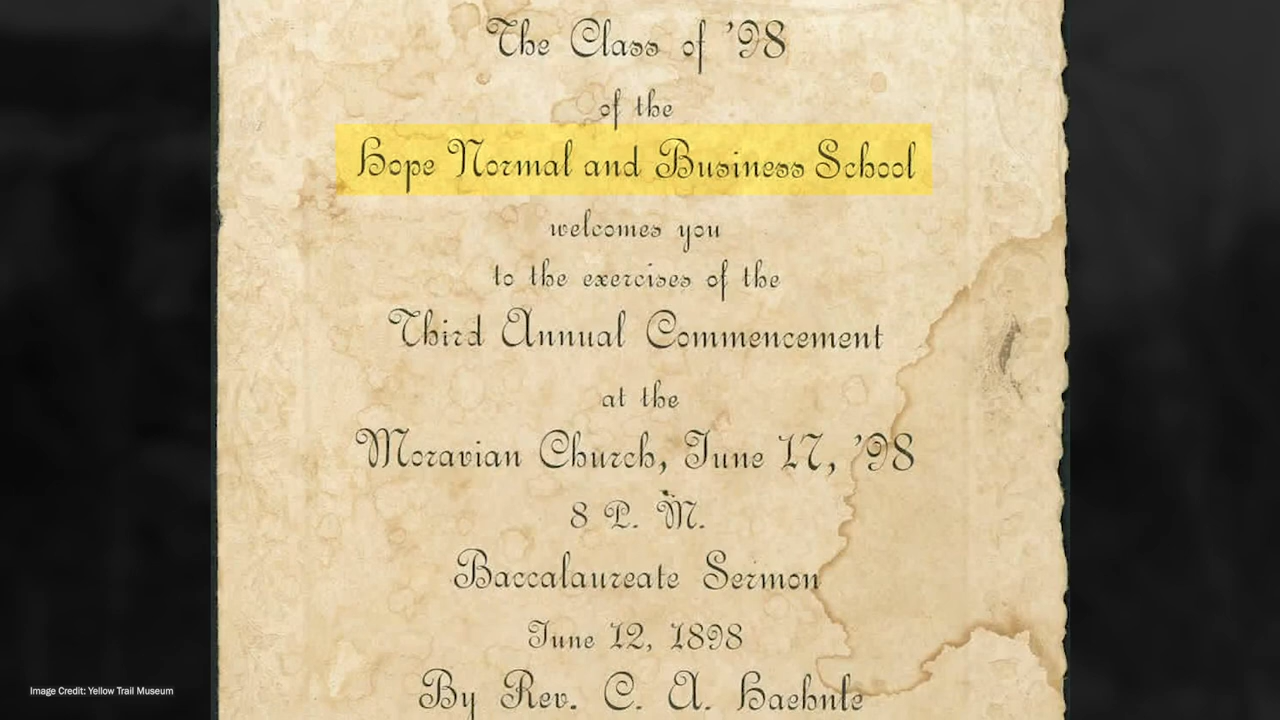 The Class of '98
of the
Hope Normal and Business School
welcomes you
to the exercises of the
Third Annual Commencement
at the
Moravian Church, June 17, '98
8 P. M.
Baccalaureate Sermon
June 12, 1898
By Rev. C. A. Haehnle
Image Credit: Yellow Trail Museum